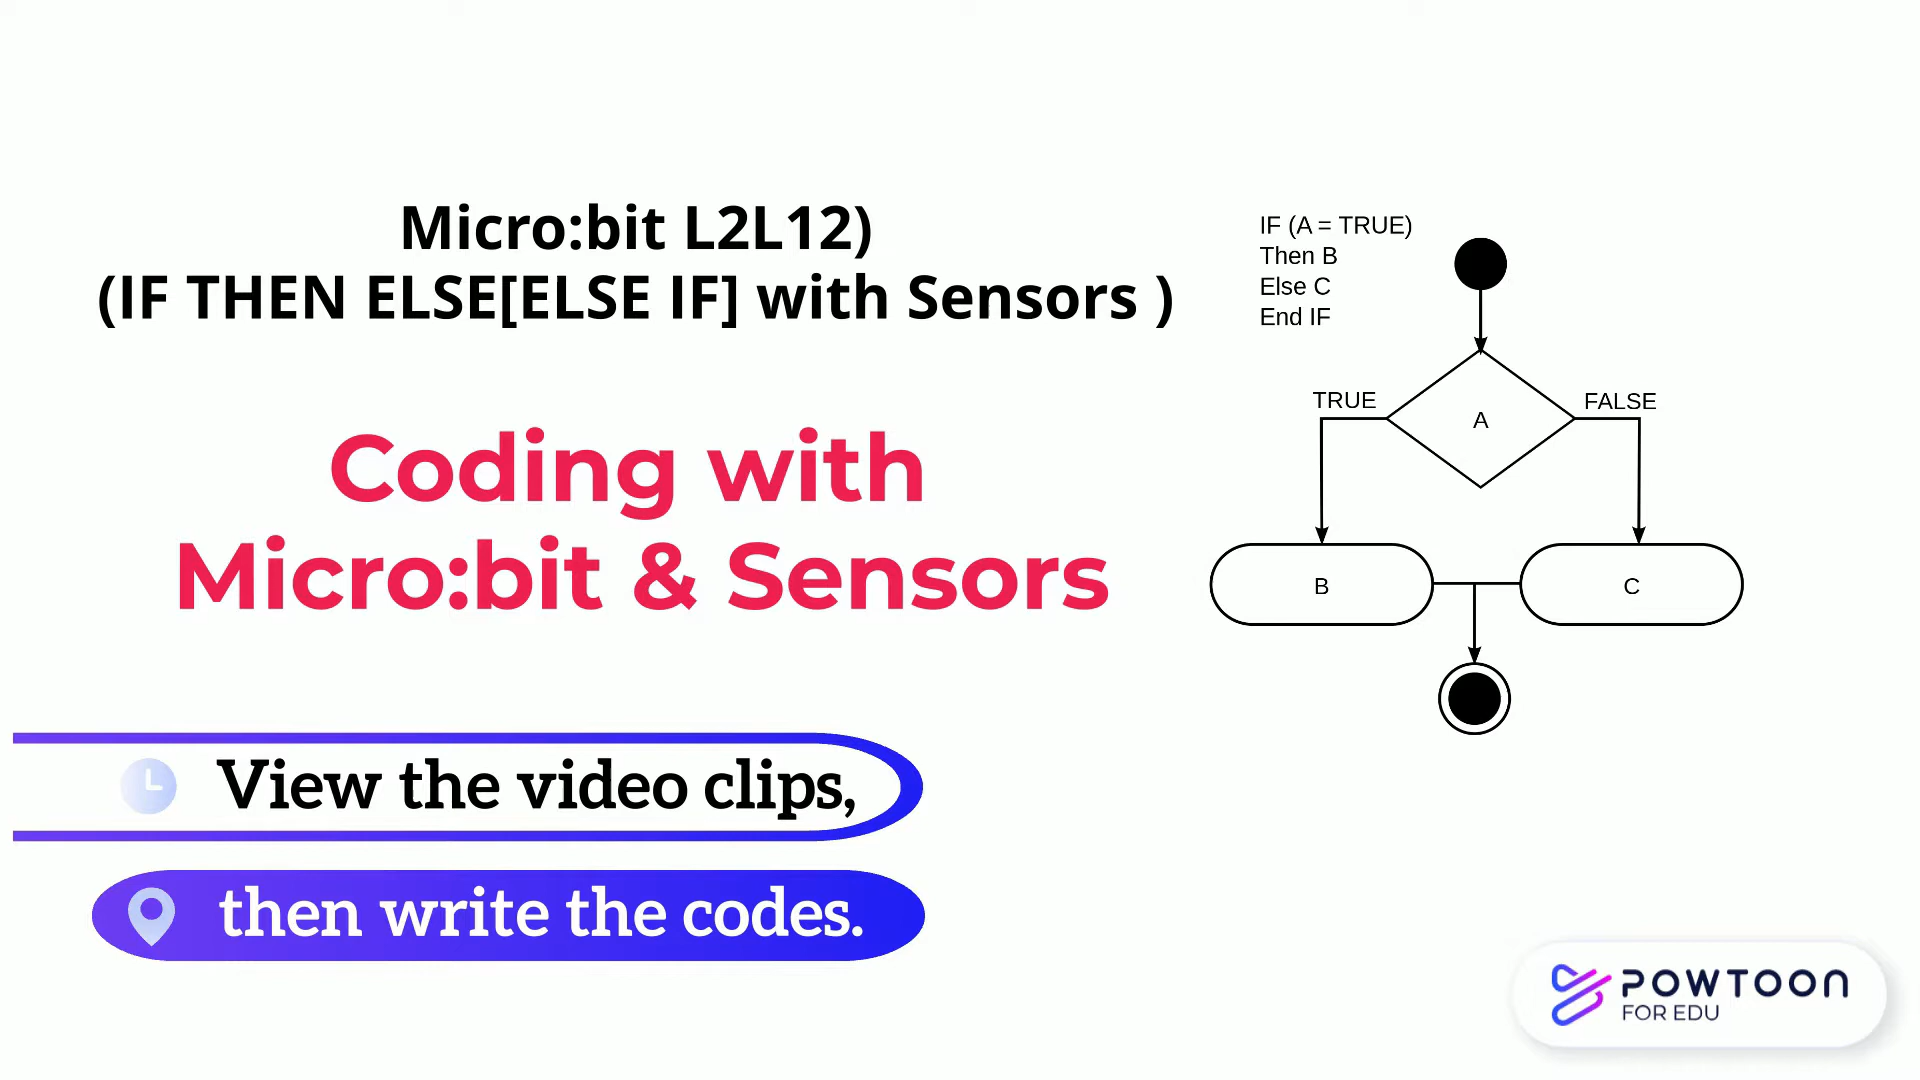 Micro:bit L2L12)
(IF THEN ELSE[ELSE IF] with Sensors )
Coding with
Micro:bit & Sensors
View the video clips,
then write the codes.
IF (A = TRUE)
Then B
Else C
End IF
TRUE
FALSE
A
B
C
POWTOON
FOR EDU